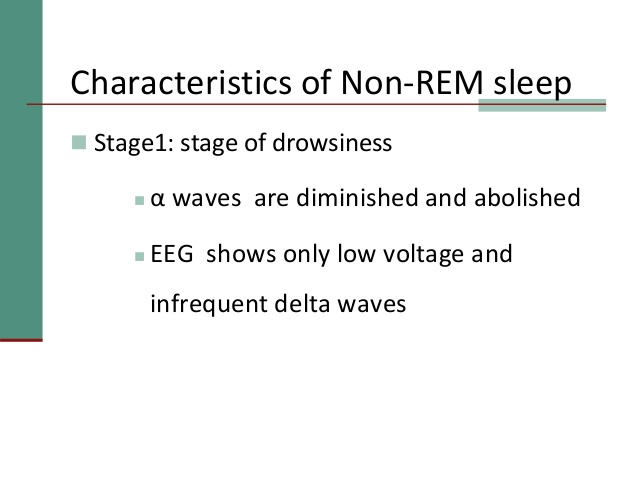 Characteristics of Non-REM sleep
Stage1: stage of drowsiness
α waves are diminished and abolished
EEG shows only low voltage and
infrequent delta waves